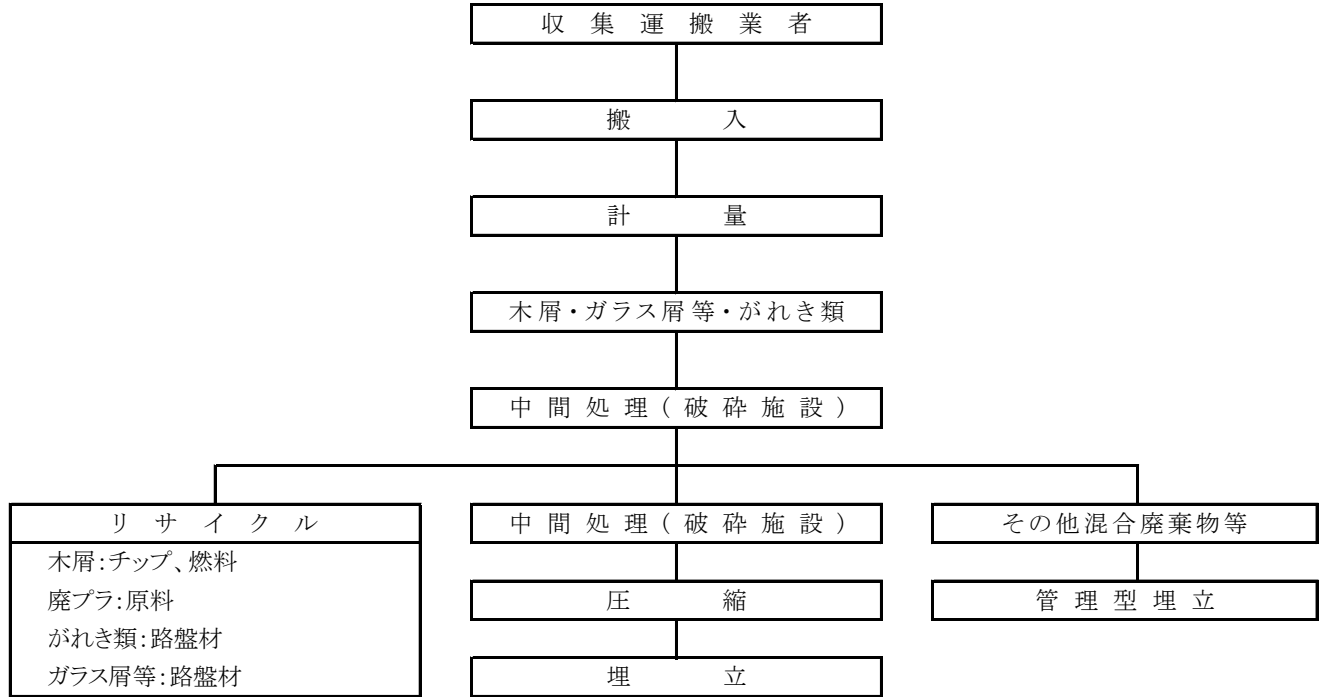 収集運搬業者
搬入
計量
木屑・ガラス屑等・がれき類
中間処理(破砕施設)
リサイクル
木屑:チップ、燃料
廃プラ:原料
がれき類:路盤材
ガラス屑等:路盤材
中間処理(破砕施設)
圧縮
埋立
その他混合廃棄物等
管理型埋立